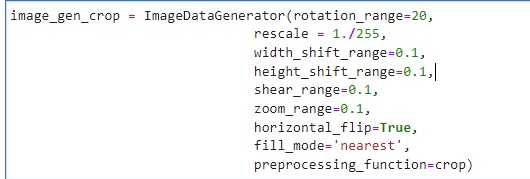 image_gen_crop = ImageDataGenerator(rotation_range=20,
rescale = 1./255,
width_shift_range=0.1,
height_shift_range=0.1,
shear_range=0.1,
zoom_range=0.1,
horizontal_flip=True,
fill_mode='nearest',
preprocessing_function=crop)